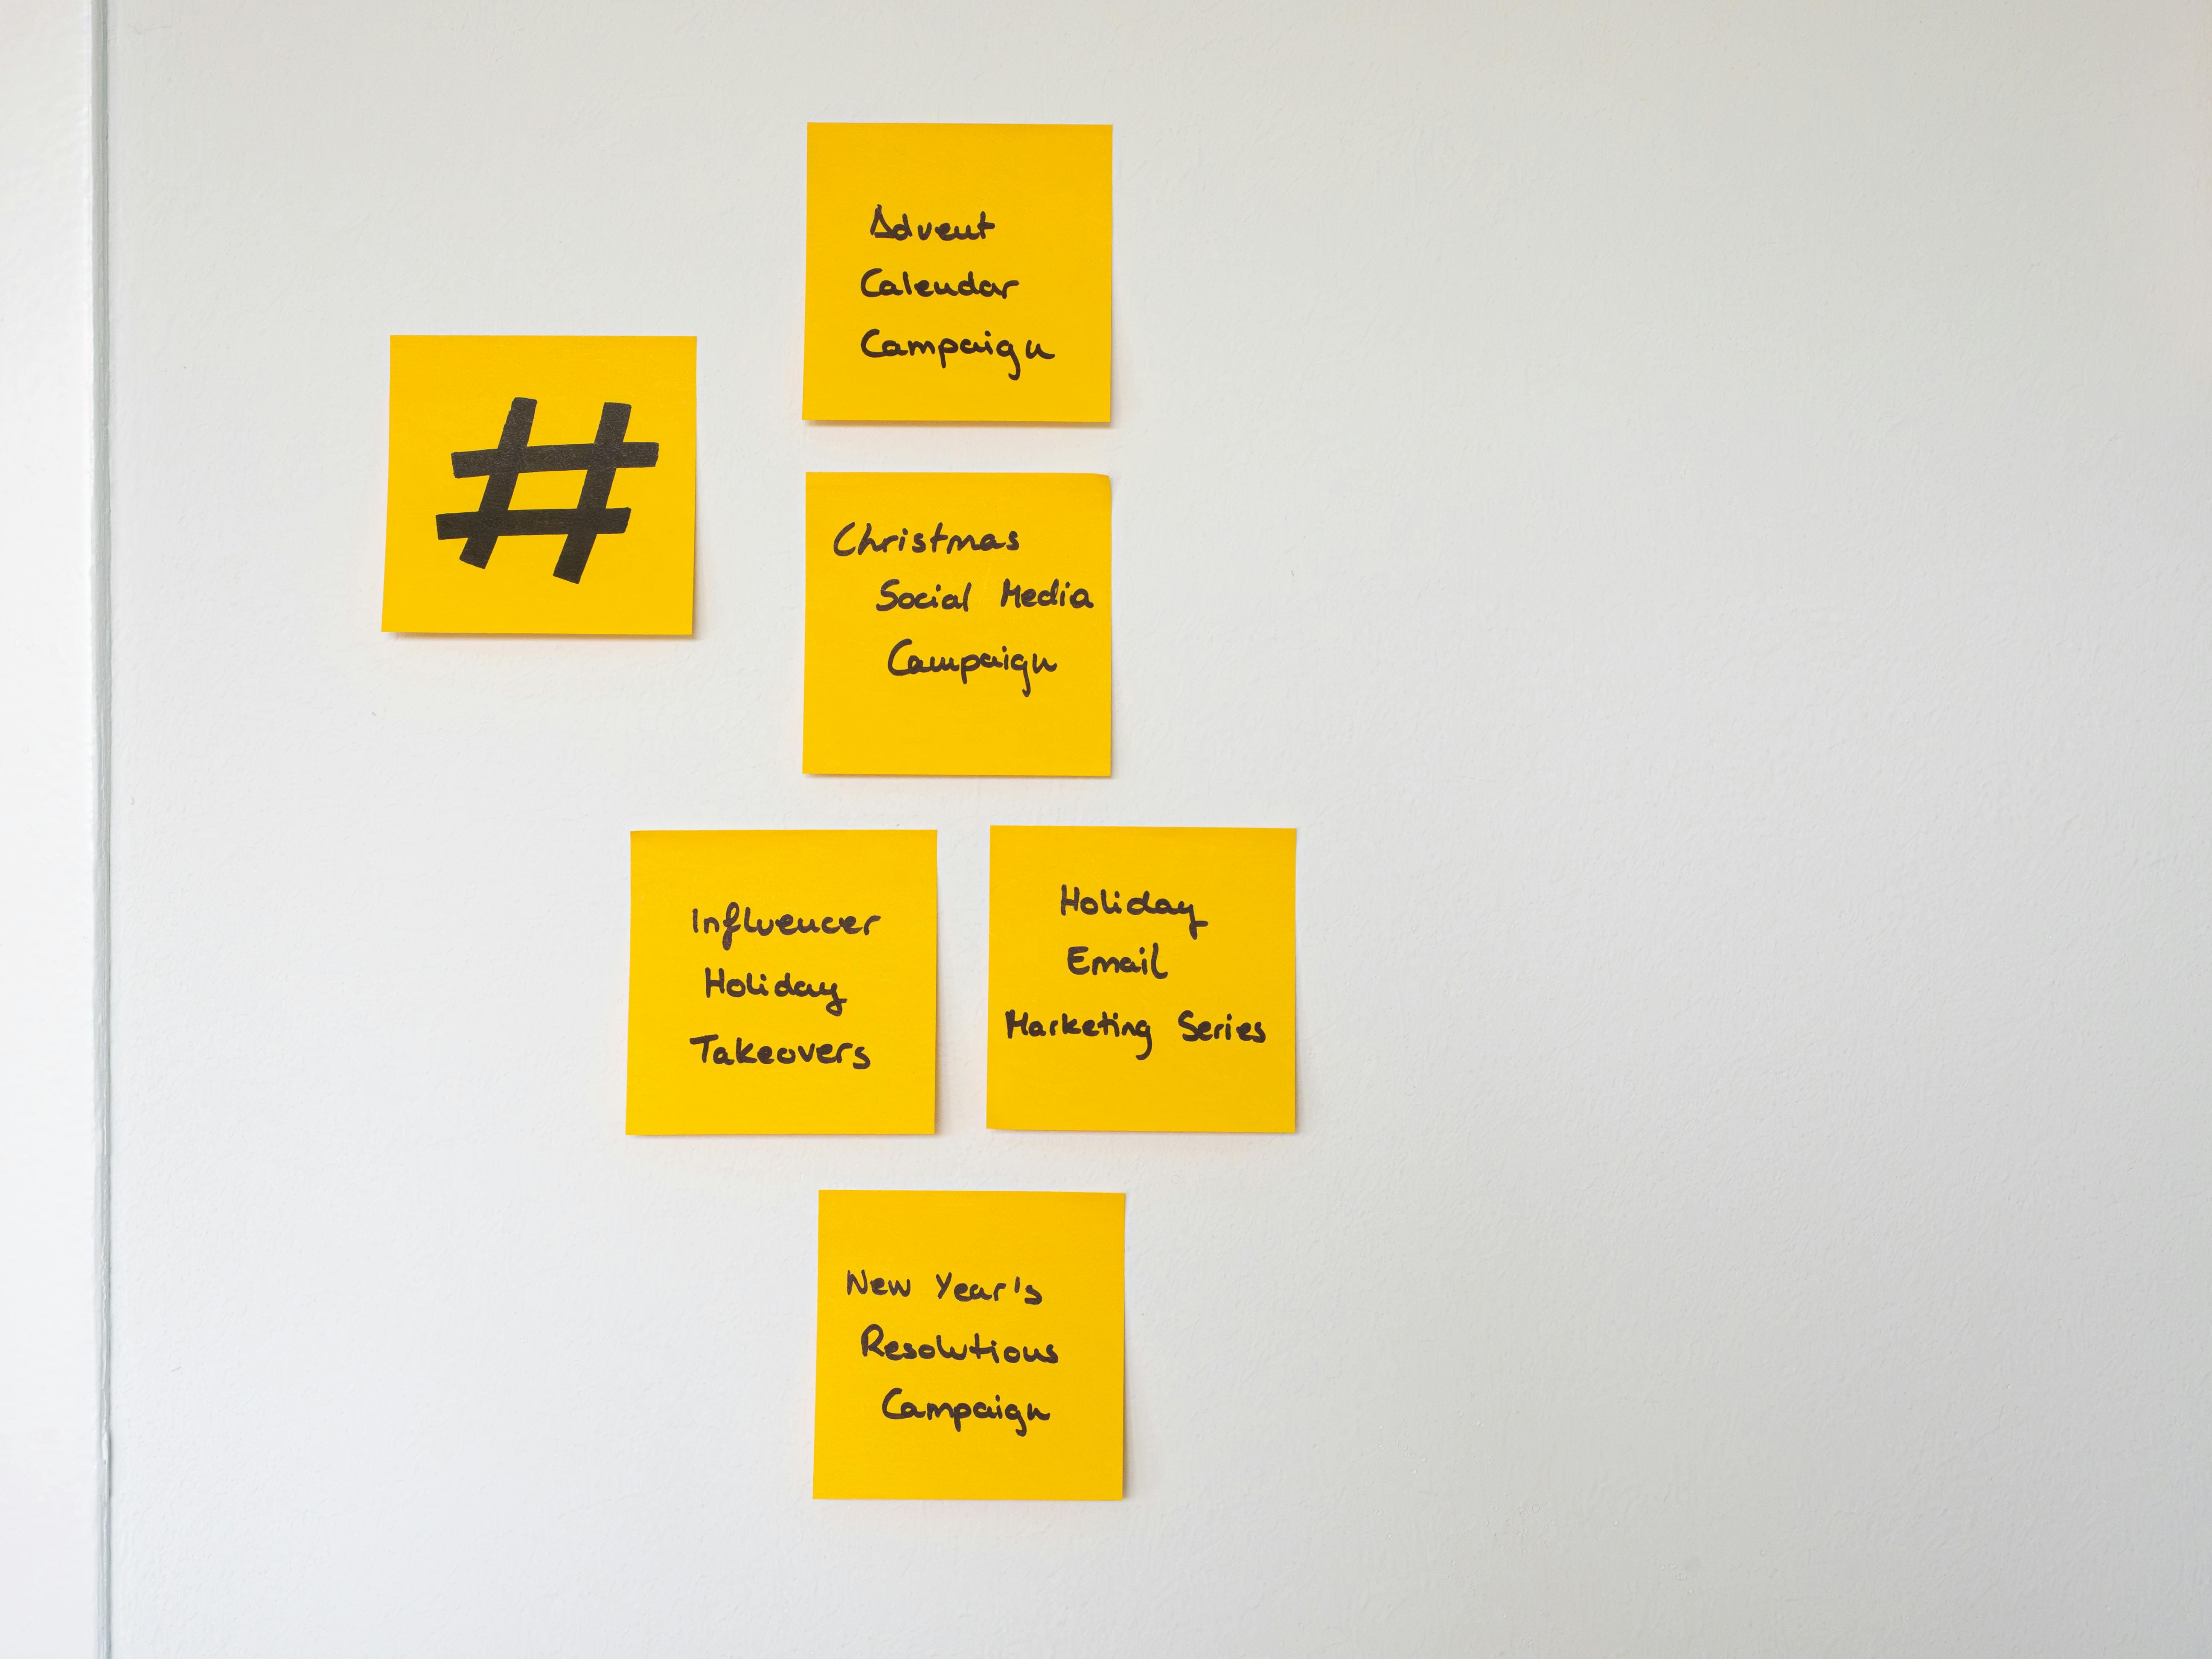 #
Advent
Calendar
Campaign
Christmas
Social Media
Campaign
Influencer
Holiday
Takeovers
Holiday
Email
Marketing Series
New Year's
Resolutions
Campaign